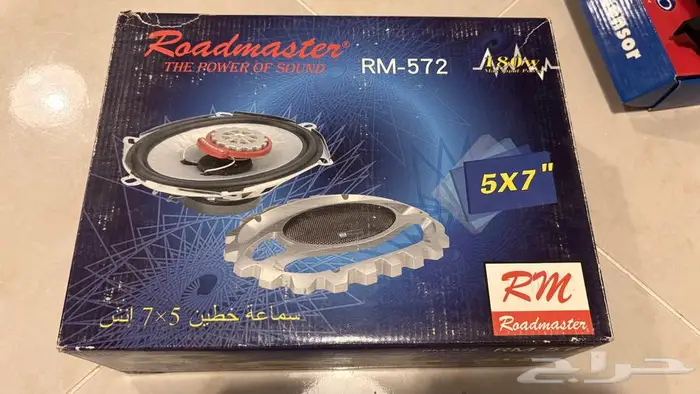 Roadmaster®
THE POWER OF SOUND
RM-572
180w
5X7"
سماعة خطين 5×7 انش
RM
Roadmaster
ensor
حراج